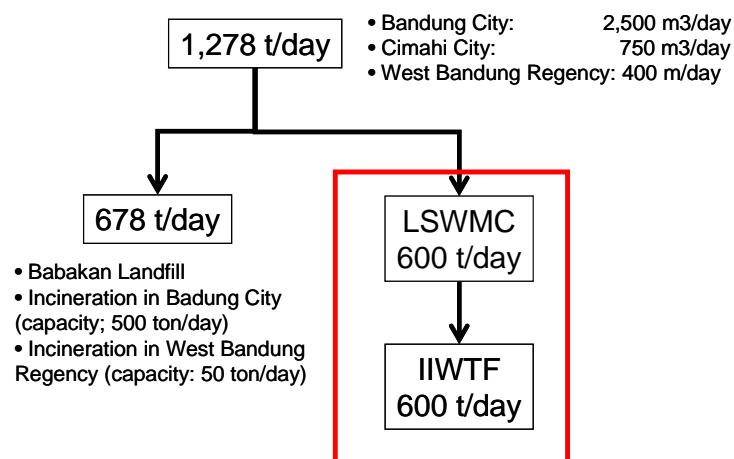 1,278 t/day
• Bandung City: 2,500 m3/day
• Cimahi City: 750 m3/day
• West Bandung Regency: 400 m/day
678 t/day
• Babakan Landfill
• Incineration in Badung City
(capacity; 500 ton/day)
• Incineration in West Bandung
Regency (capacity: 50 ton/day)
LSWMC
600 t/day
IIWTF
600 t/day